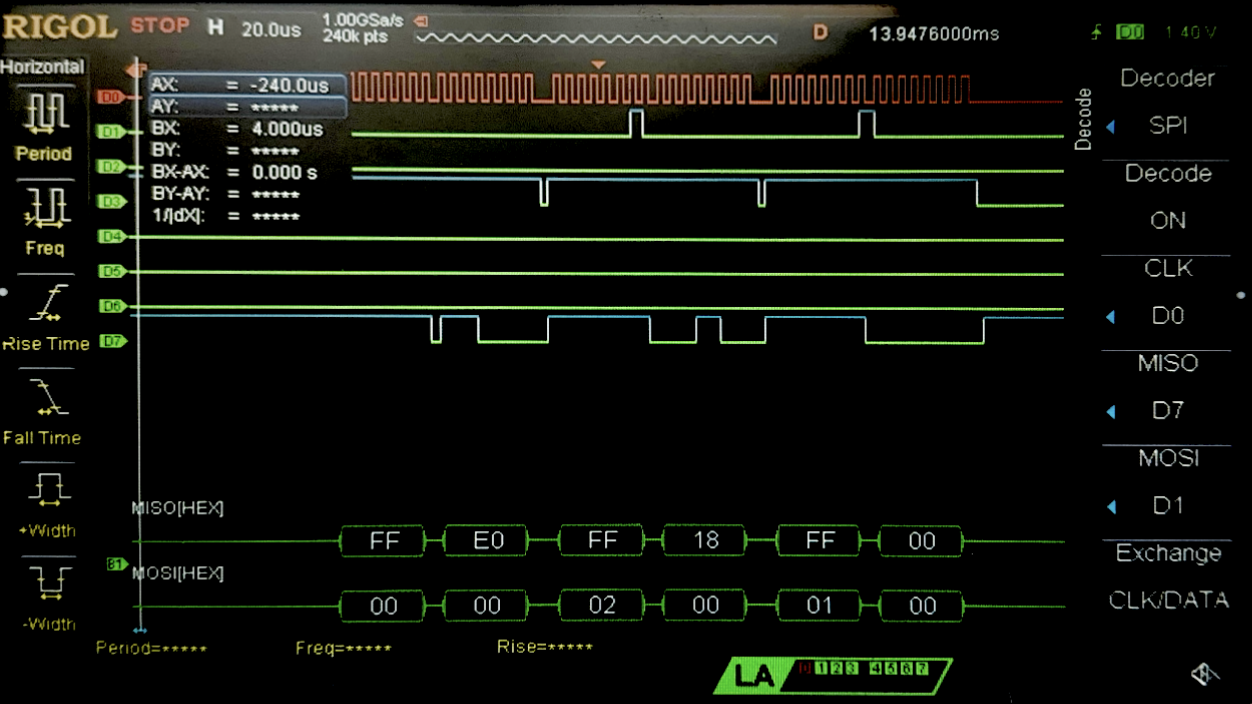 RIGOL STOP H 20.0us 1.00GSa/s 240k pts D 13.9476000ms D0 1.40 V
Horizontal
Period
Freq
Rise Time
Fall Time
+Width
-Width
AX: = -240.0us
AY: = *****
BX: = 4.000us
BY: = *****
BX-AX: = 0.000 s
BY-AY: = *****
1/|dX|: = *****
D0
D1
D2
D3
D4
D5
D6
D7
MISO[HEX]
FF E0 FF 18 FF 00
B1
MOSI[HEX]
00 00 02 00 01 00
Period=***** Freq=***** Rise=*****
LA 0 1 2 3 4 5 6 7
Decode
Decoder
SPI
Decode
ON
CLK
D0
MISO
D7
MOSI
D1
Exchange
CLK/DATA